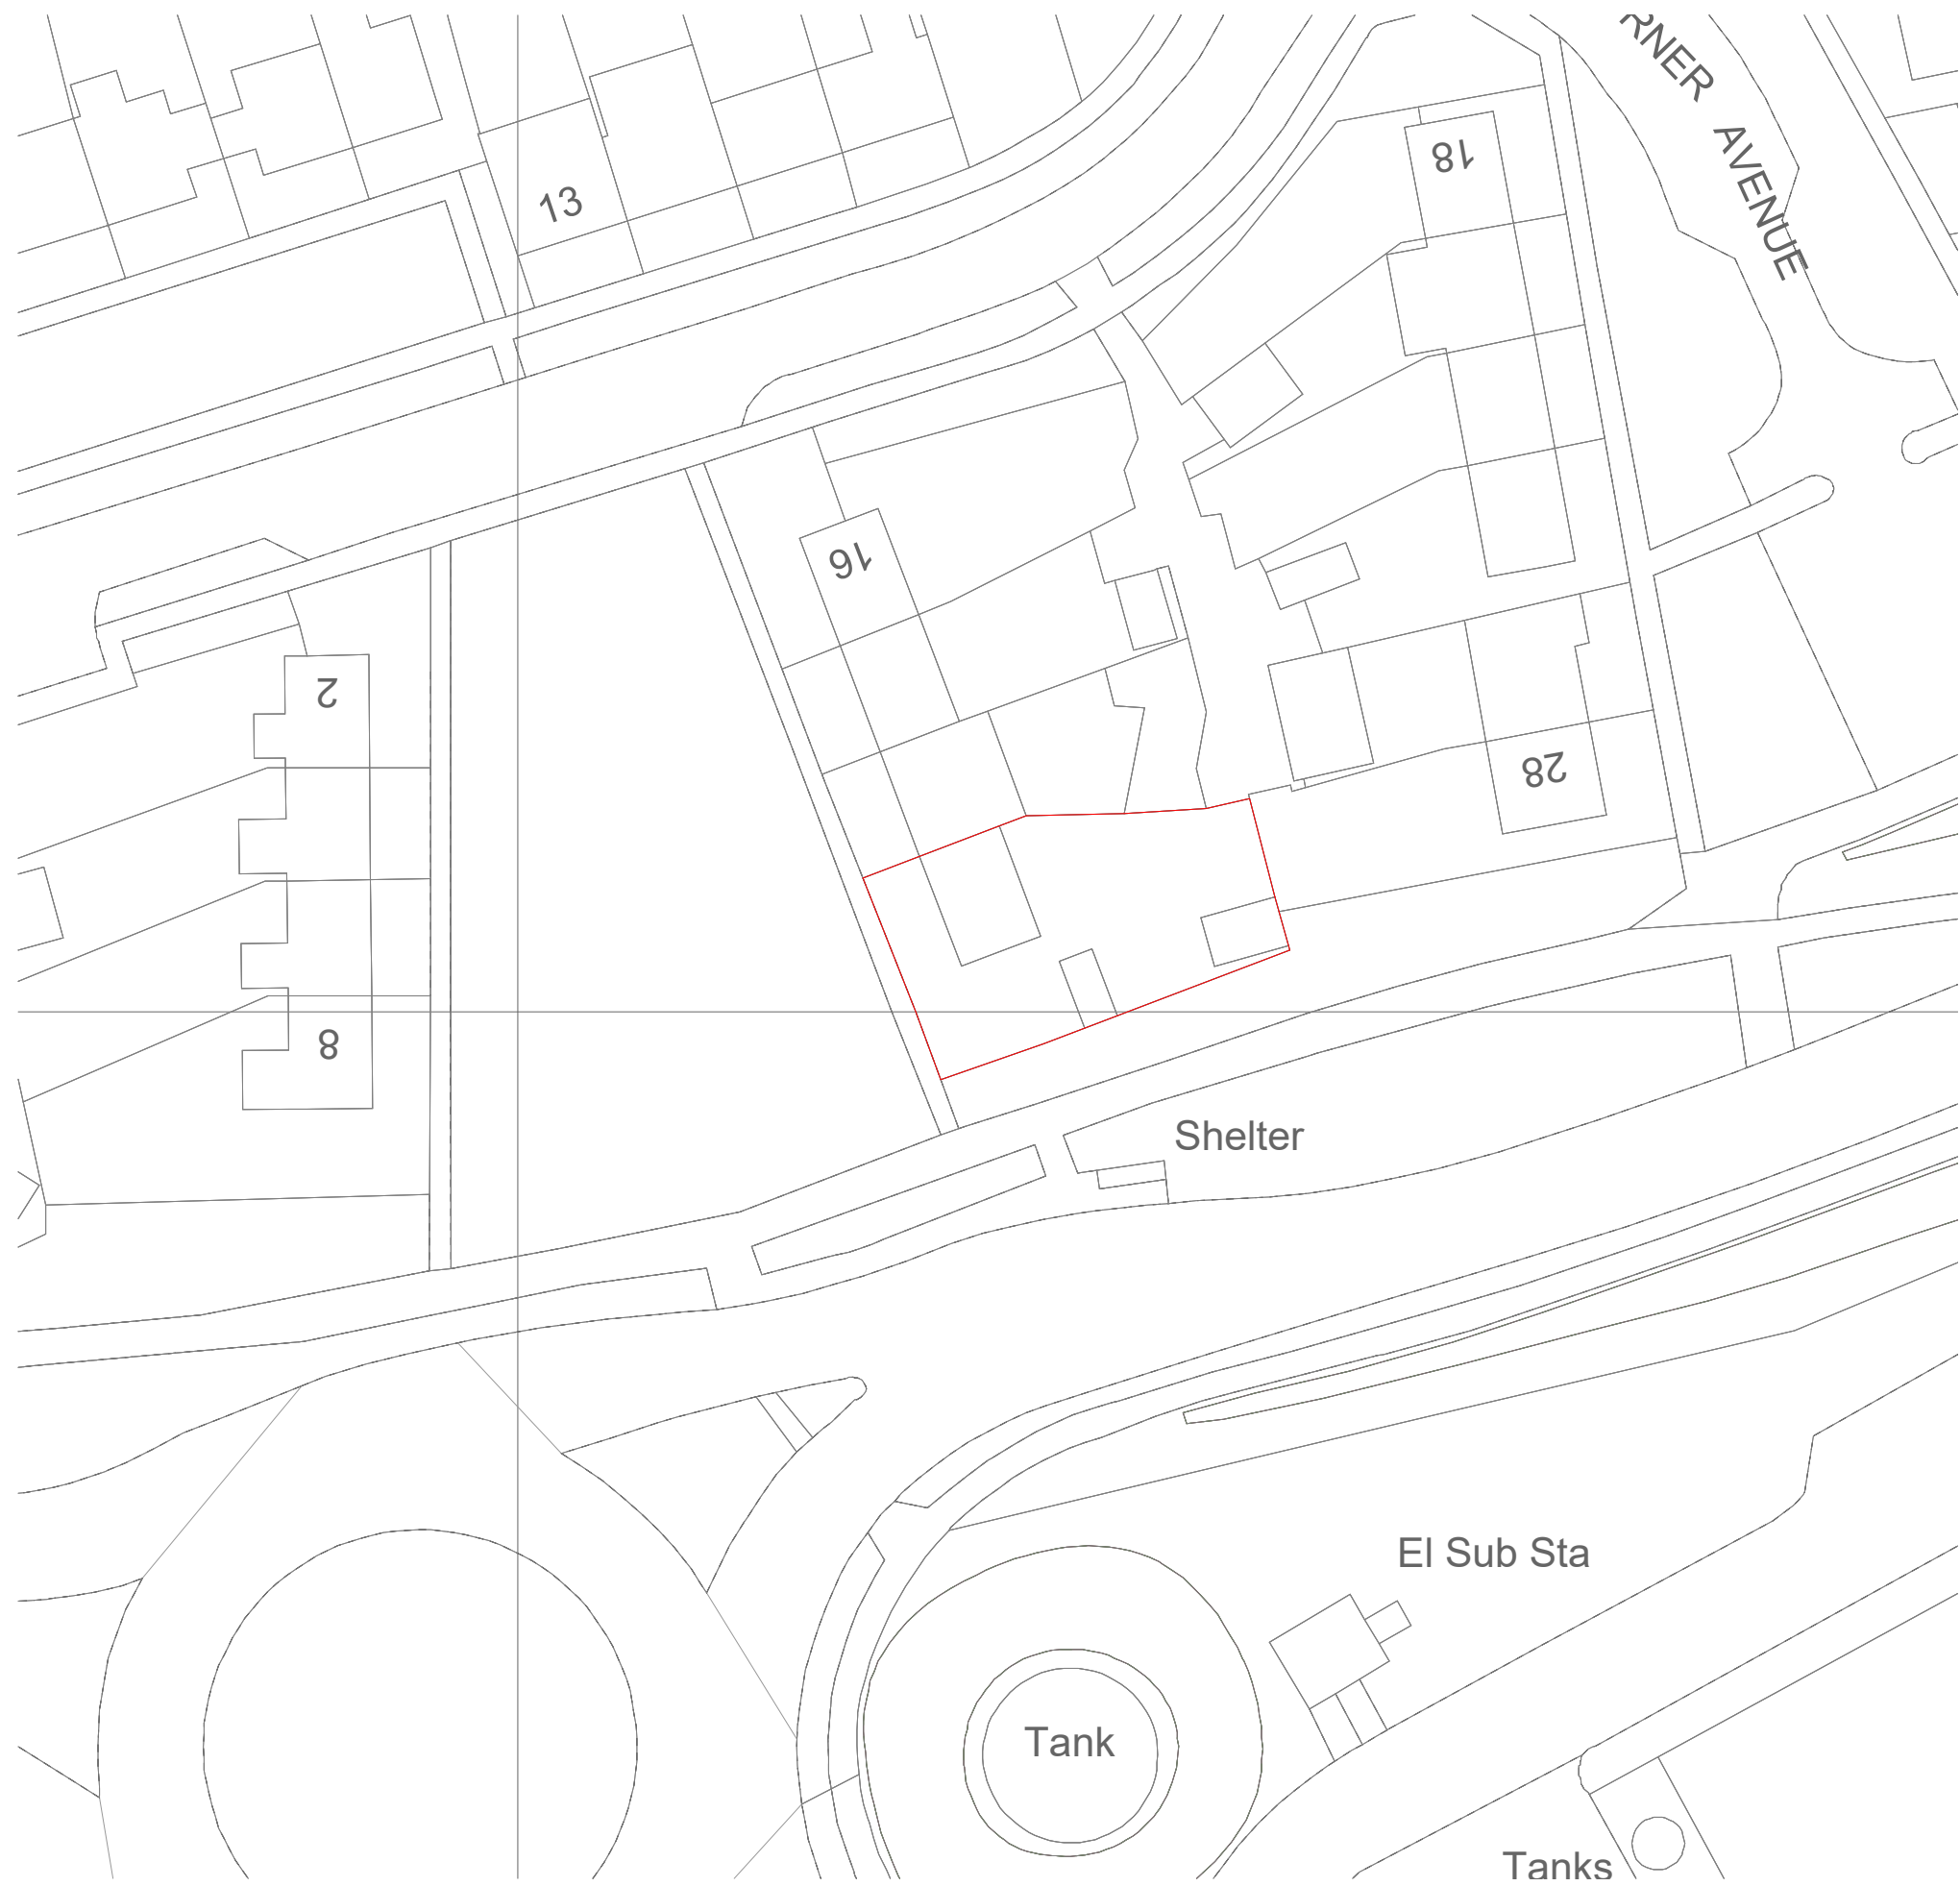 RNER AVENUE
18
13
16
2
28
8
Shelter
El Sub Sta
Tank
Tanks